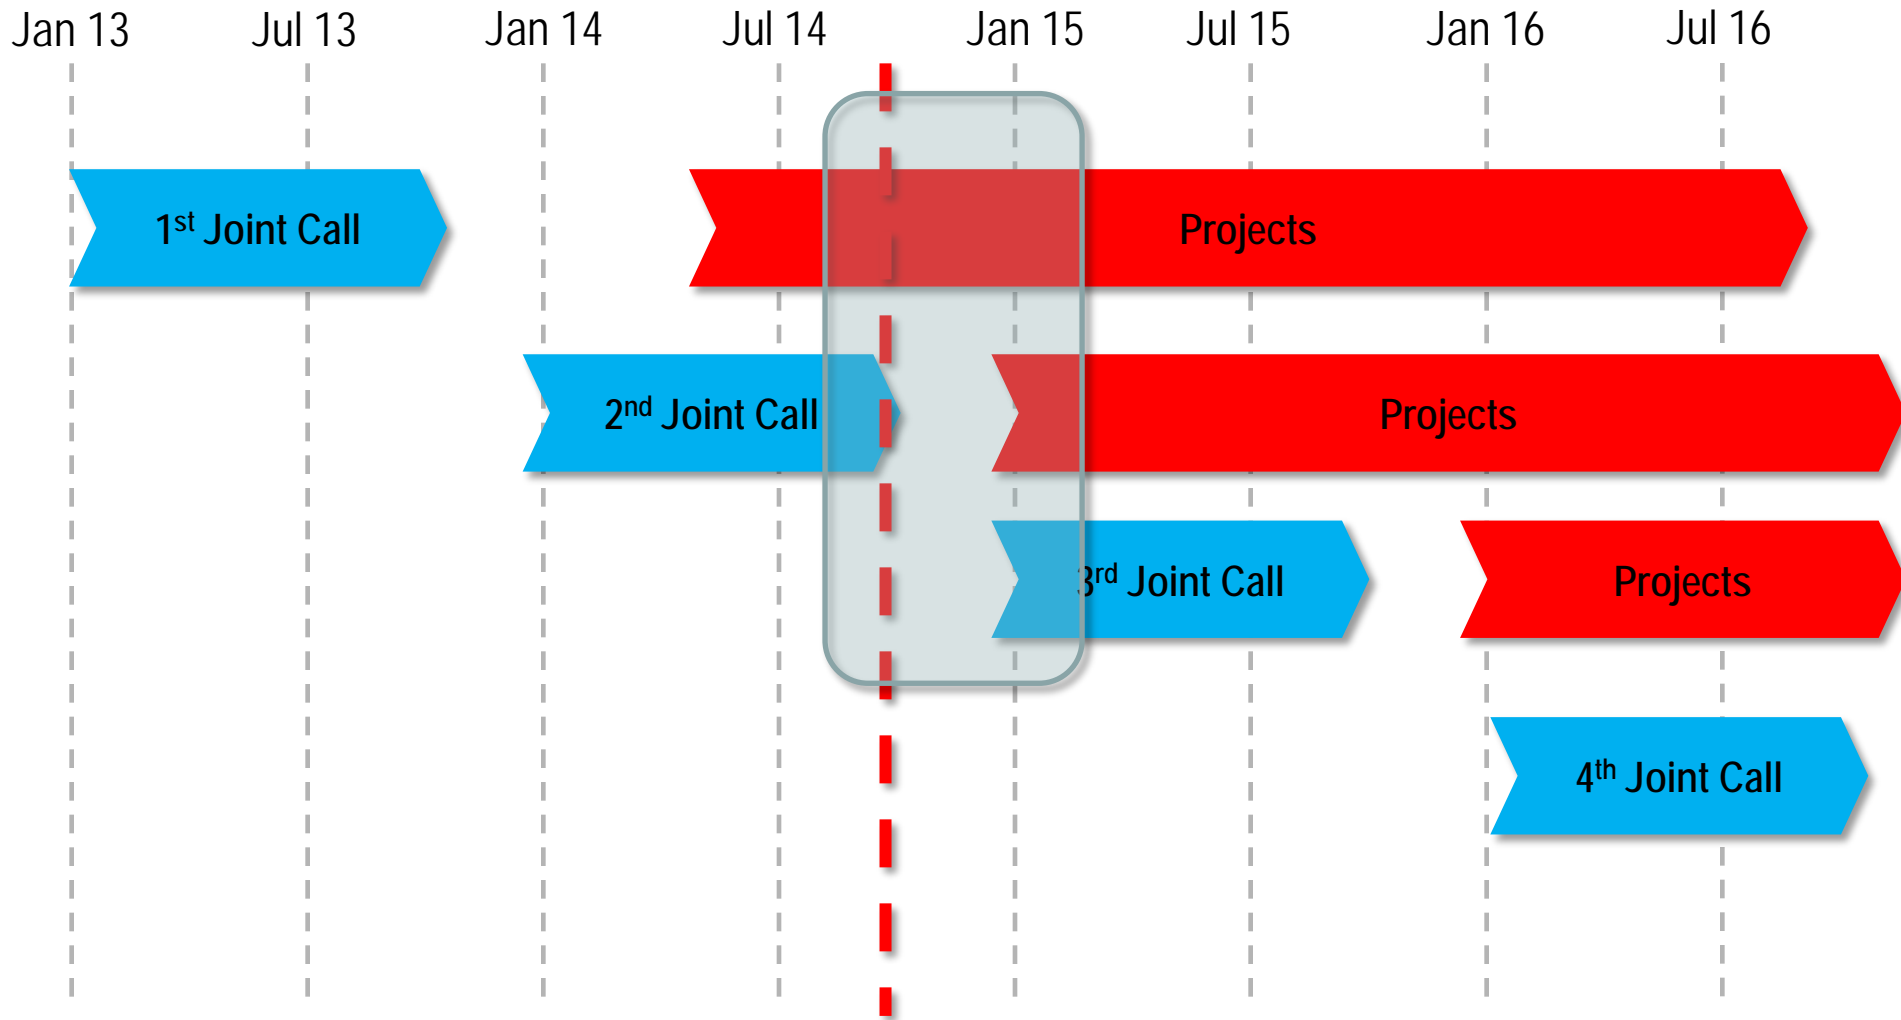 Jan 13 Jul 13 Jan 14 Jul 14 Jan 15 Jul 15 Jan 16 Jul 16
1st Joint Call
Projects
2nd Joint Call
Projects
3rd Joint Call
Projects
4th Joint Call